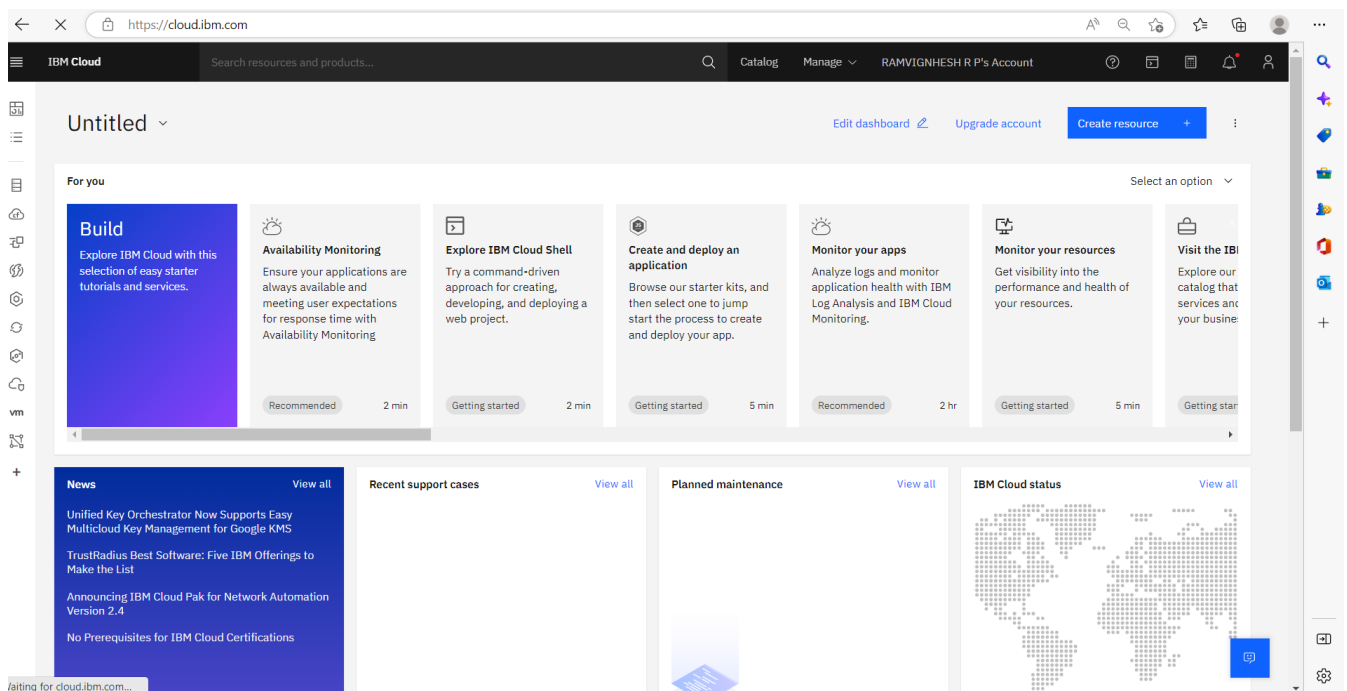 https://cloud.ibm.com
IBM Cloud
Search resources and products...
Catalog
Manage
RAMVIGNHESH R P's Account
Untitled
Edit dashboard
Upgrade account
Create resource +
For you
Select an option
Build
Explore IBM Cloud with this
selection of easy starter
tutorials and services.
Availability Monitoring
Ensure your applications are
always available and
meeting user expectations
for response time with
Availability Monitoring
Recommended
2 min
Explore IBM Cloud Shell
Try a command-driven
approach for creating,
developing, and deploying a
web project.
Getting started
2 min
Create and deploy an
application
Browse our starter kits, and
then select one to jump
start the process to create
and deploy your app.
Getting started
5 min
Monitor your apps
Analyze logs and monitor
application health with IBM
Log Analysis and IBM Cloud
Monitoring.
Recommended
2 hr
Monitor your resources
Get visibility into the
performance and health of
your resources.
Getting started
5 min
Visit the IB
Explore our
catalog that
services and
your busine
Getting star
vm
News
View all
Unified Key Orchestrator Now Supports Easy
Multicloud Key Management for Google KMS
TrustRadius Best Software: Five IBM Offerings to
Make the List
Announcing IBM Cloud Pak for Network Automation
Version 2.4
No Prerequisites for IBM Cloud Certifications
Recent support cases
View all
Planned maintenance
View all
IBM Cloud status
View all
aiting for cloud.ibm.com...